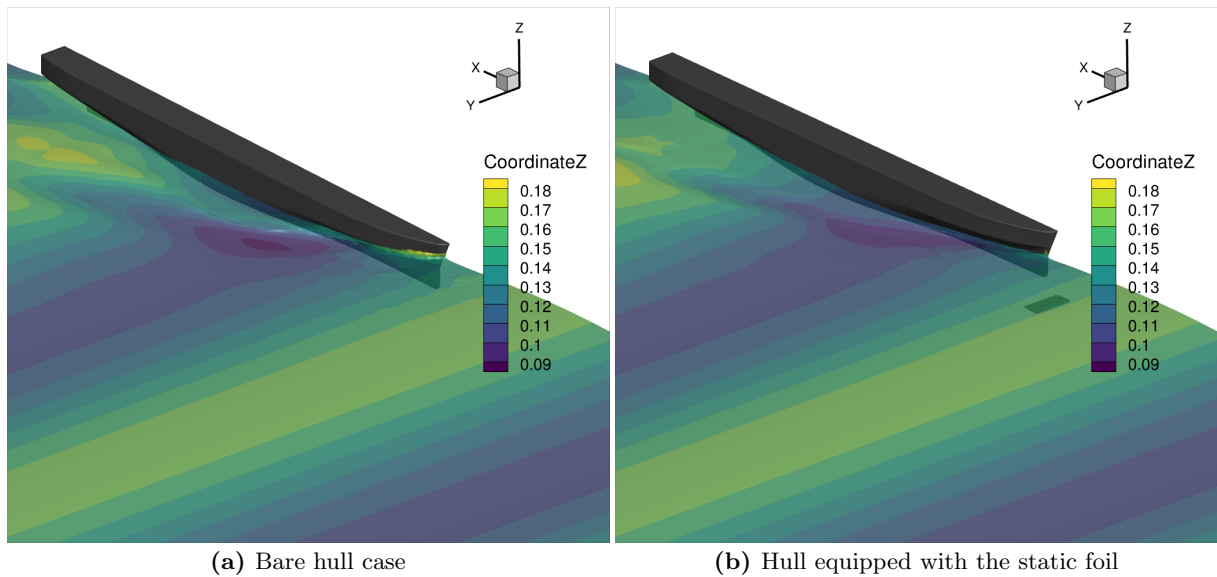 Z
X
Y
CoordinateZ
0.18
0.17
0.16
0.15
0.14
0.13
0.12
0.11
0.1
0.09
(a) Bare hull case
Z
X
Y
CoordinateZ
0.18
0.17
0.16
0.15
0.14
0.13
0.12
0.11
0.1
0.09
(b) Hull equipped with the static foil